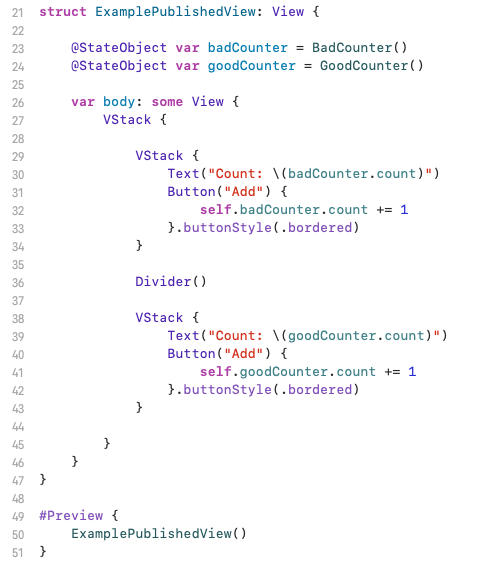 21 struct ExamplePublishedView: View {
22
23     @StateObject var badCounter = BadCounter()
24     @StateObject var goodCounter = GoodCounter()
25
26     var body: some View {
27         VStack {
28
29             VStack {
30                 Text("Count: \(badCounter.count)")
31                 Button("Add") {
32                     self.badCounter.count += 1
33                 }.buttonStyle(.bordered)
34             }
35
36             Divider()
37
38             VStack {
39                 Text("Count: \(goodCounter.count)")
40                 Button("Add") {
41                     self.goodCounter.count += 1
42                 }.buttonStyle(.bordered)
43             }
44
45         }
46     }
47 }
48
49 #Preview {
50     ExamplePublishedView()
51 }